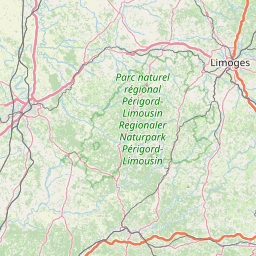 Limoges
Parc naturel
régional
Périgord-
Limousin
Regionaler
Naturpark
Périgord-
Limousin